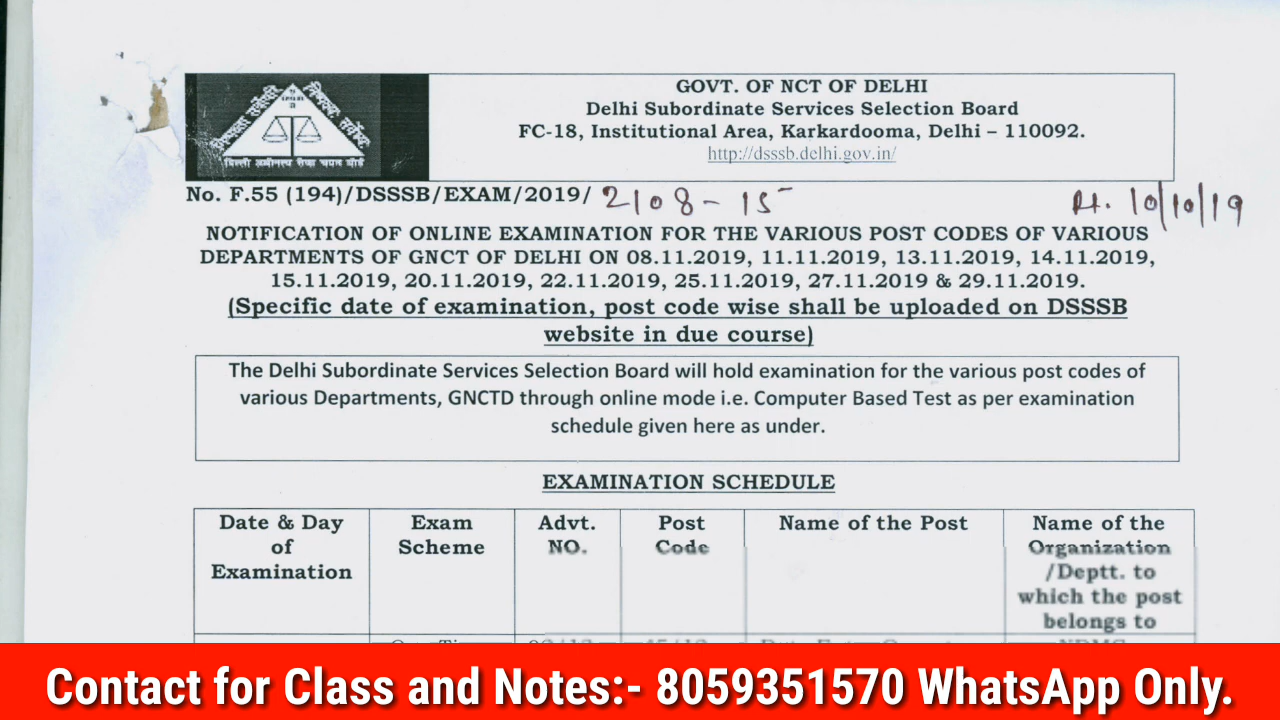 GOVT. OF NCT OF DELHI
Delhi Subordinate Services Selection Board
FC-18, Institutional Area, Karkardooma, Delhi – 110092.
http://dsssb.delhi.gov.in/
दिल्ली अधीनस्थ सेवा चयन बोर्ड
No. F.55 (194)/DSSSB/EXAM/2019/ 2108-15 Dt. 10/10/19
NOTIFICATION OF ONLINE EXAMINATION FOR THE VARIOUS POST CODES OF VARIOUS
DEPARTMENTS OF GNCT OF DELHI ON 08.11.2019, 11.11.2019, 13.11.2019, 14.11.2019,
15.11.2019, 20.11.2019, 22.11.2019, 25.11.2019, 27.11.2019 & 29.11.2019.
(Specific date of examination, post code wise shall be uploaded on DSSSB
website in due course)
The Delhi Subordinate Services Selection Board will hold examination for the various post codes of
various Departments, GNCTD through online mode i.e. Computer Based Test as per examination
schedule given here as under.
EXAMINATION SCHEDULE
Date & Day Exam Advt. Post Name of the Post Name of the
of Scheme NO. Code Organization
Examination /Deptt. to
which the post
belongs to
Contact for Class and Notes:- 8059351570 WhatsApp Only.